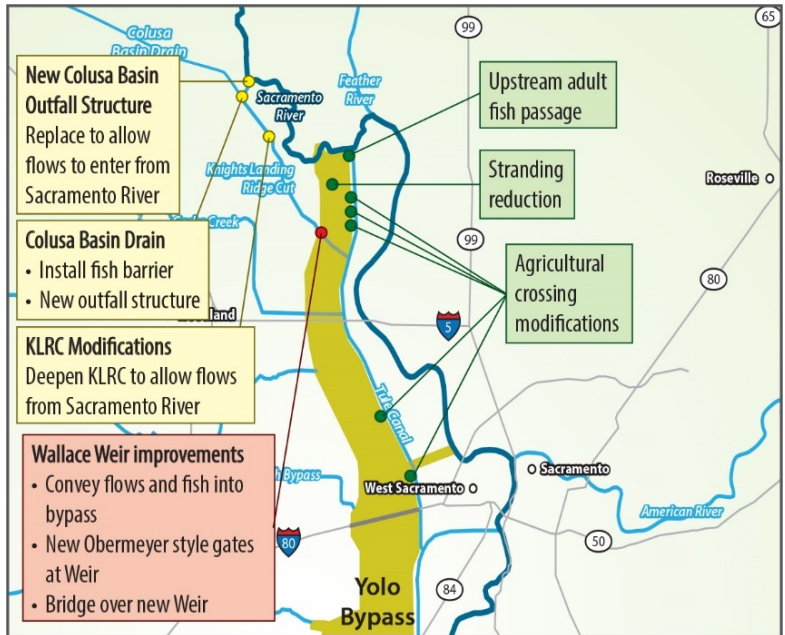 Colusa
Basin Drain
99
65
New Colusa Basin
Outfall Structure
Replace to allow
flows to enter from
Sacramento River
Feather
River
Sacramento
River
Upstream adult
fish passage
Knights Landing
Ridge Cut
Stranding
reduction
Roseville
Creek
Colusa Basin Drain
• Install fish barrier
• New outfall structure
99
Agricultural
crossing
modifications
80
5
KLRC Modifications
Deepen KLRC to allow flows
from Sacramento River
Tule Canal
Wallace Weir improvements
• Convey flows and fish into
bypass
• New Obermeyer style gates
at Weir
• Bridge over new Weir
Bypass
West Sacramento
Sacramento
American River
80
50
84
Yolo
Bypass